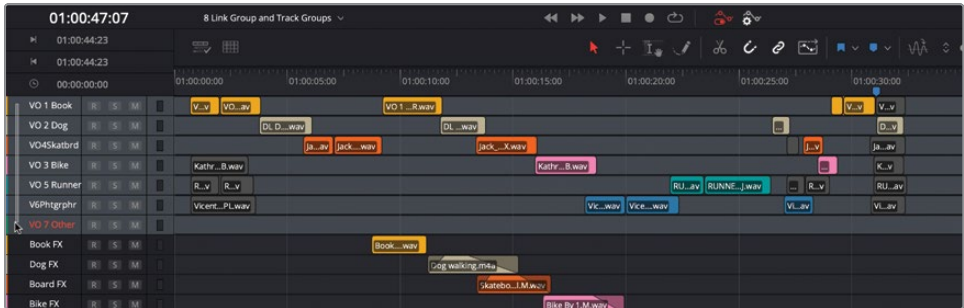 01:00:47:07
8 Link Group and Track Groups
01:00:44:23
01:00:44:23
00:00:00:00
01:00:00:00 01:00:05:00 01:00:10:00 01:00:15:00 01:00:20:00 01:00:25:00 01:00:30:00
VO 1 Book R S M V...v VO...av VO 1 ...R.wav V...v V...v
VO 2 Dog R S M DL D....wav DL ...wav ... D...v
VO4Skatbrd R S M Ja...av Jack....wav Jack_...X.wav J...v Ja...av
VO 3 Bike R S M Kathr...B.wav Kathr...B.wav ... K...v
VO 5 Runner R S M R...v R...v RU...av RUNNE...J.wav ... R...v RU...av
V6Phtgrphr R S M Vicent...PL.wav Vic...wav Vice....wav Vi...av Vi...av
VO 7 Other R S M
Book FX R S M Book....wav
Dog FX R S M Dog walking.m4a
Board FX R S M Skatebo...I.M.wav
Bike FX R S M Bike By 1.M.wav